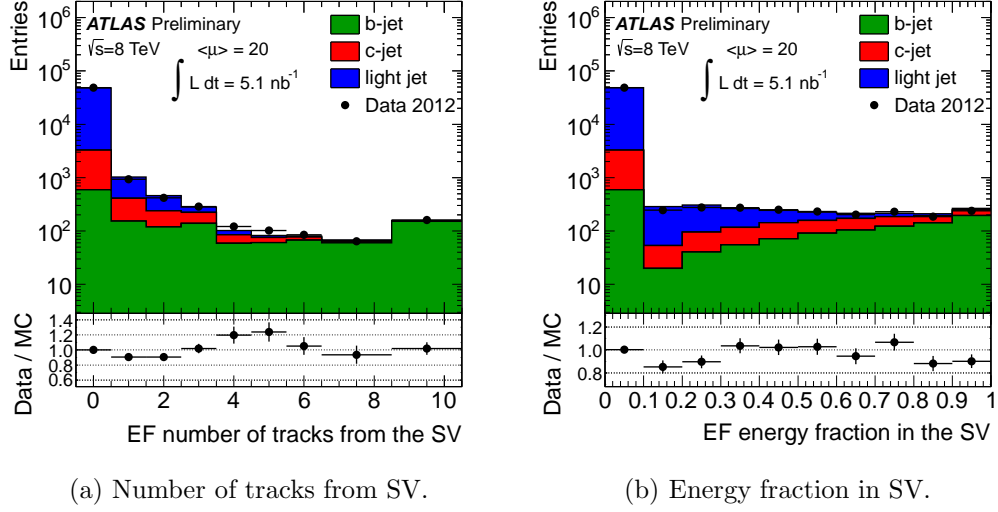 Entries
ATLAS Preliminary
√s=8 TeV
<μ> = 20
∫ L dt = 5.1 nb⁻¹
b-jet
c-jet
light jet
Data 2012
10⁶
10⁵
10⁴
10³
10²
10
Data / MC
1.4
1.2
1.0
0.8
0.6
0 2 4 6 8 10
EF number of tracks from the SV
(a) Number of tracks from SV.
Entries
ATLAS Preliminary
√s=8 TeV
<μ> = 20
∫ L dt = 5.1 nb⁻¹
b-jet
c-jet
light jet
Data 2012
10⁶
10⁵
10⁴
10³
10²
10
Data / MC
1.2
1.0
0.8
0 0.1 0.2 0.3 0.4 0.5 0.6 0.7 0.8 0.9 1
EF energy fraction in the SV
(b) Energy fraction in SV.